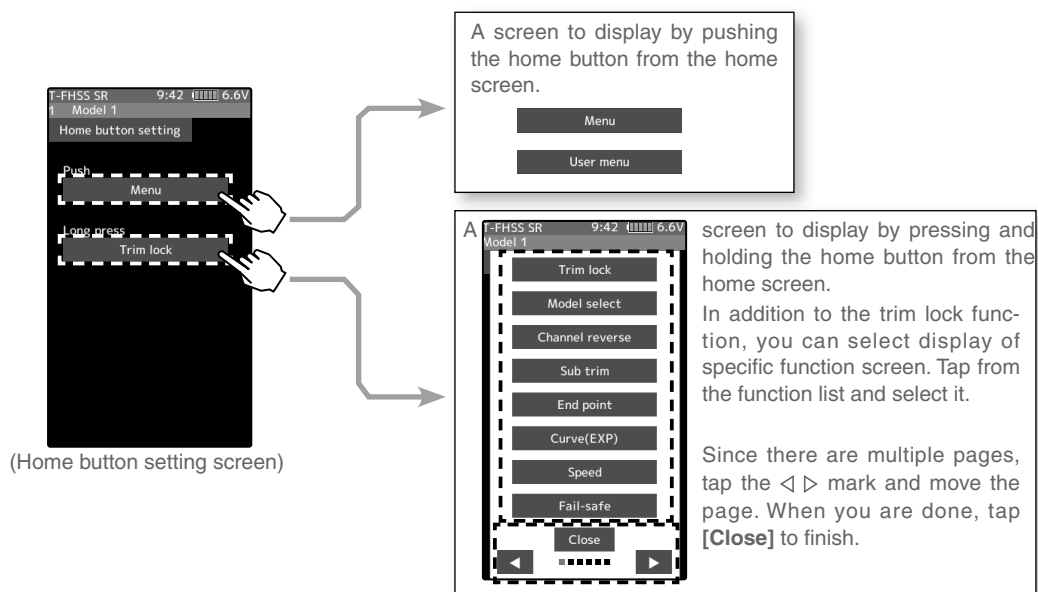 T-FHSS SR 9:42 6.6V
1 Model 1
Home button setting
Push
Menu
Long press
Trim lock
(Home button setting screen)
A screen to display by pushing
the home button from the home
screen.
Menu
User menu
A
T-FHSS SR 9:42 6.6V
Model 1
Trim lock
Model select
Channel reverse
Sub trim
End point
Curve(EXP)
Speed
Fail-safe
Close
◀ ▶
screen to display by pressing and
holding the home button from the
home screen.
In addition to the trim lock func-
tion, you can select display of
specific function screen. Tap from
the function list and select it.
Since there are multiple pages,
tap the ◁ ▷ mark and move the
page. When you are done, tap
[Close] to finish.